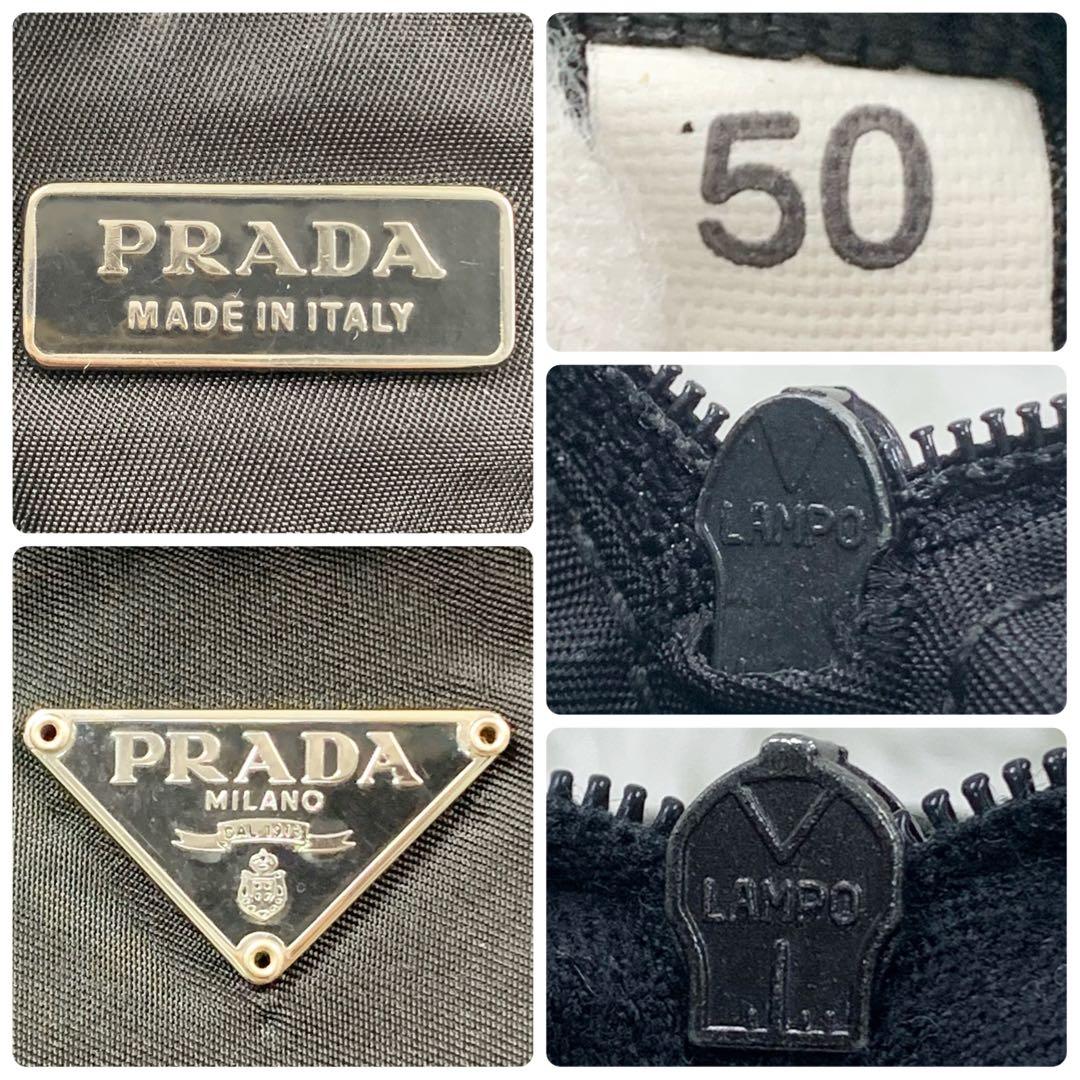 PRADA
MADE IN ITALY
50
LAMPO
PRADA
MILANO
DAL 1913
LAMPO